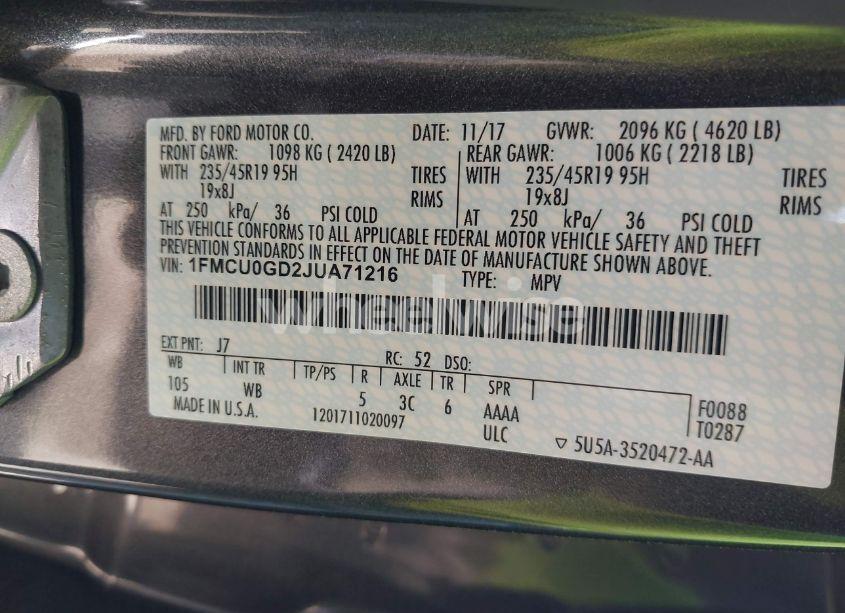 MFD. BY FORD MOTOR CO. DATE: 11/17 GVWR: 2096 KG ( 4620 LB)
FRONT GAWR: 1098 KG ( 2420 LB) REAR GAWR: 1006 KG ( 2218 LB)
WITH 235/45R19 95H TIRES WITH 235/45R19 95H TIRES
19x8J RIMS 19x8J RIMS
AT 250 kPa/ 36 PSI COLD AT 250 kPa/ 36 PSI COLD
THIS VEHICLE CONFORMS TO ALL APPLICABLE FEDERAL MOTOR VEHICLE SAFETY AND THEFT
PREVENTION STANDARDS IN EFFECT ON THE DATE OF MANUFACTURE SHOWN ABOVE.
VIN: 1FMCU0GD2JUA71216 TYPE: MPV
wheelwise
EXT PNT: J7 RC: 52 DSO:
WB INT TR TP/PS R AXLE TR SPR
105 WB 5 3C 6 AAAA F0088
MADE IN U.S.A. 1201711020097 ULC T0287
5U5A-3520472-AA